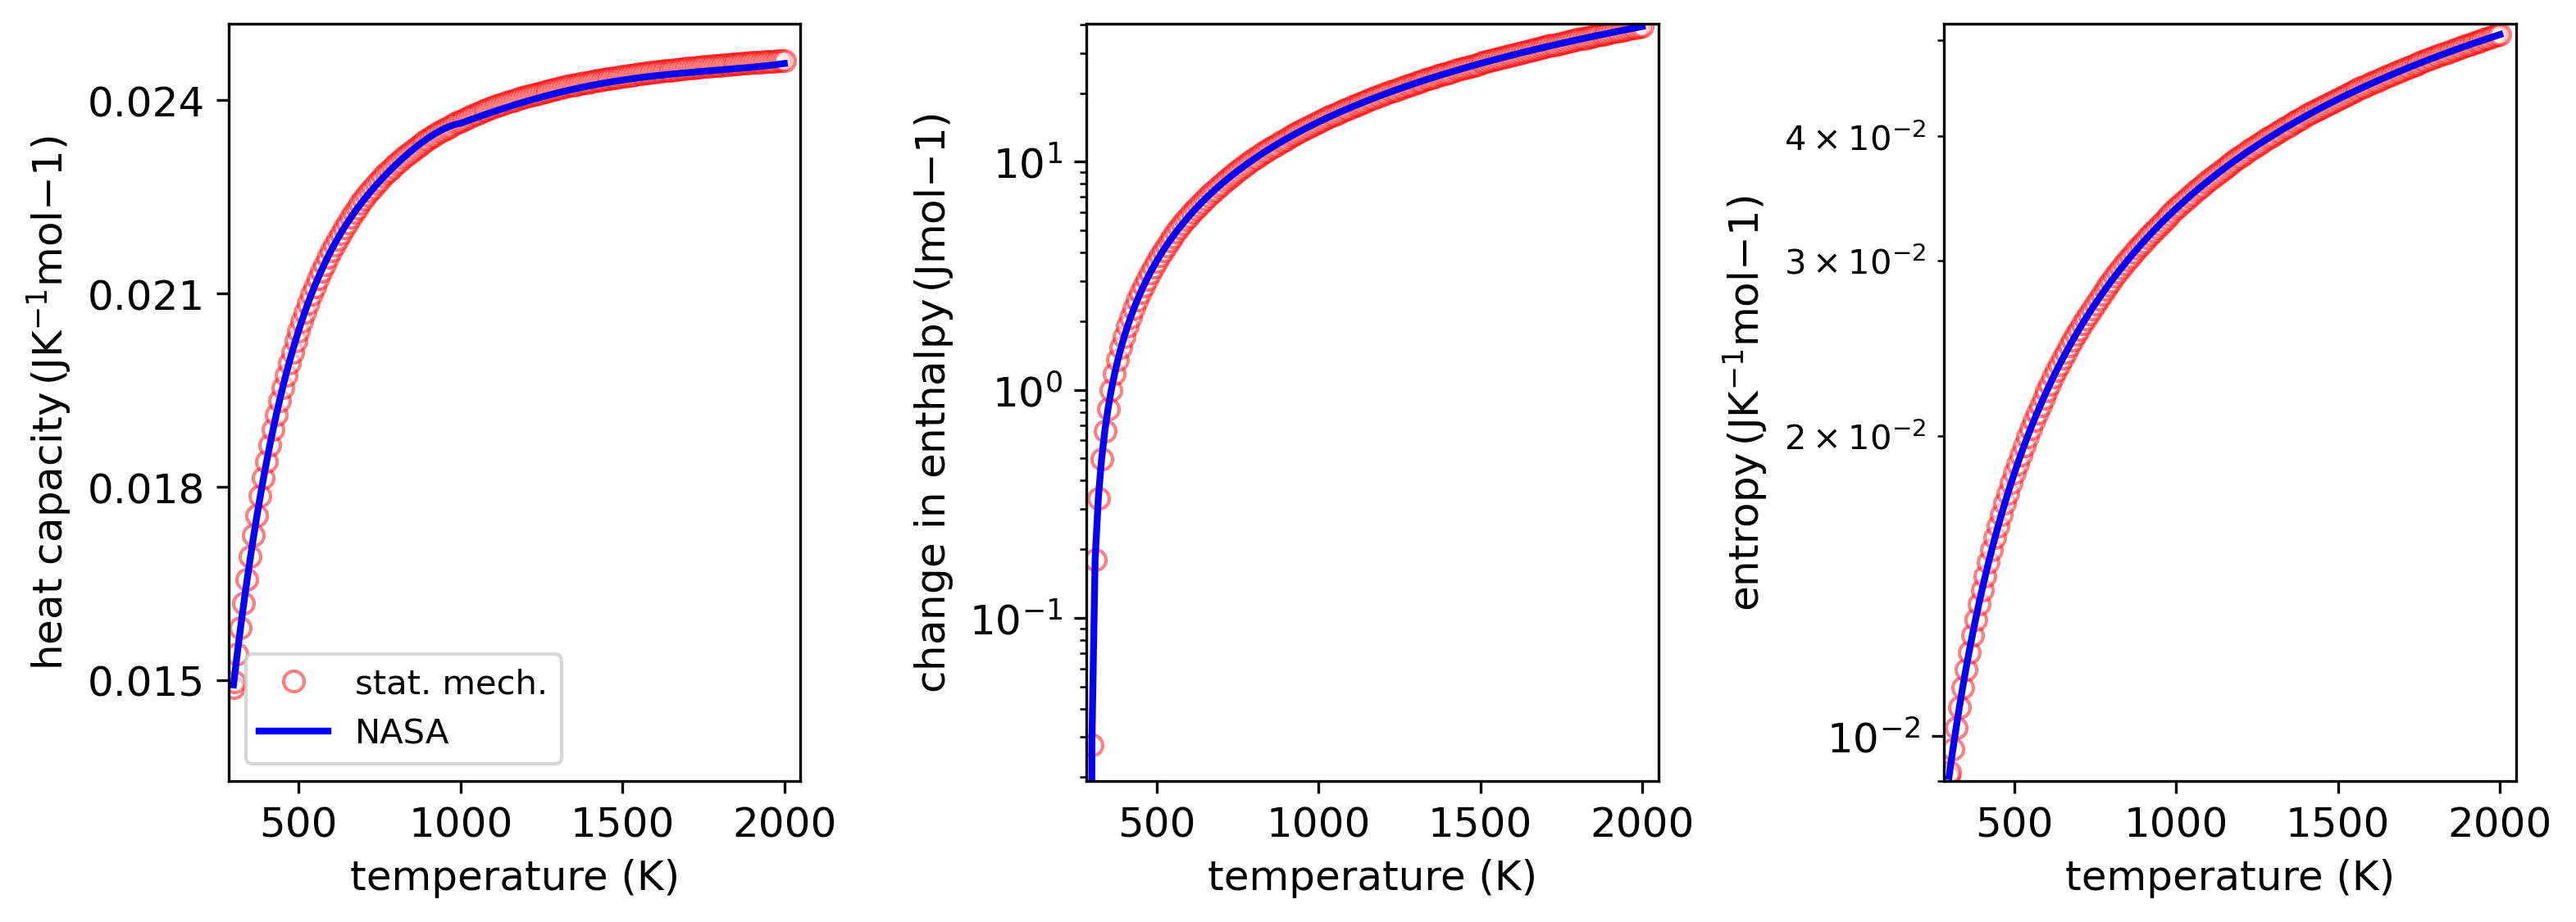 heat capacity (JK⁻¹mol−1)
0.024
0.021
0.018
0.015
stat. mech.
NASA
500 1000 1500 2000
temperature (K)
change in enthalpy (Jmol−1)
10¹
10⁰
10⁻¹
500 1000 1500 2000
temperature (K)
entropy (JK⁻¹mol−1)
4 × 10⁻²
3 × 10⁻²
2 × 10⁻²
10⁻²
500 1000 1500 2000
temperature (K)